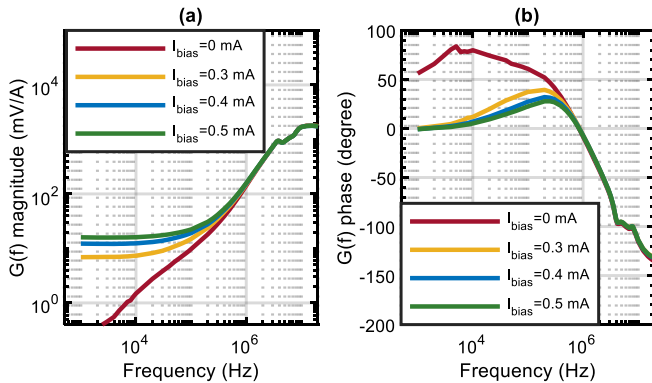 (a)
I_bias=0 mA
I_bias=0.3 mA
I_bias=0.4 mA
I_bias=0.5 mA
G(f) magnitude (mV/A)
10^4
10^2
10^0
10^4
10^6
Frequency (Hz)
(b)
G(f) phase (degree)
100
50
0
-50
-100
-150
-200
I_bias=0 mA
I_bias=0.3 mA
I_bias=0.4 mA
I_bias=0.5 mA
10^4
10^6
Frequency (Hz)